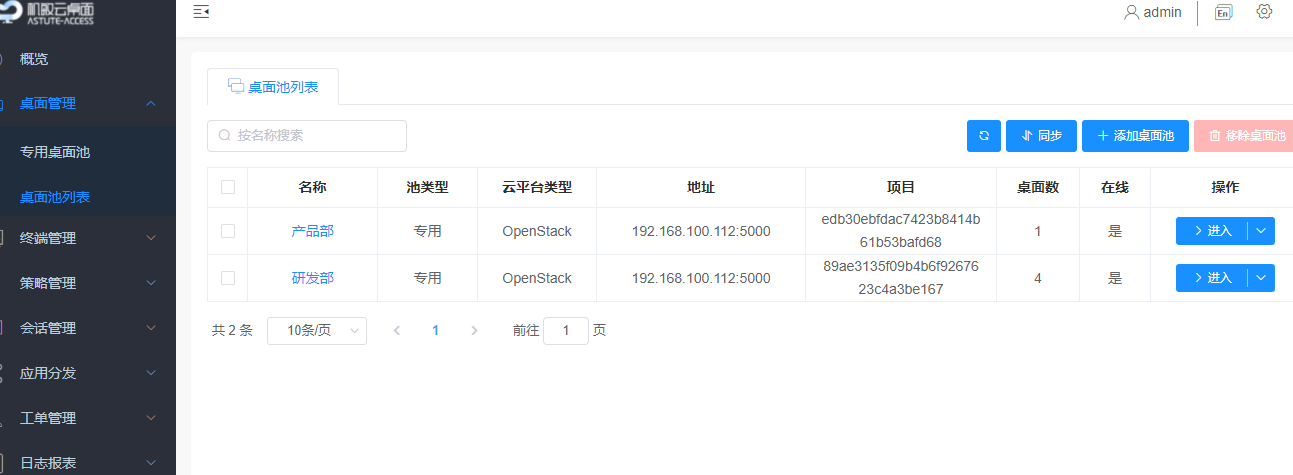 机敏云桌面
ASTUTE-ACCESS
admin
En
概览
桌面管理
专用桌面池
桌面池列表
终端管理
策略管理
会话管理
应用分发
工单管理
日志报表
桌面池列表
按名称搜索
同步
添加桌面池
移除桌面池
名称 池类型 云平台类型 地址 项目 桌面数 在线 操作
产品部 专用 OpenStack 192.168.100.112:5000 edb30ebfdac7423b8414b 1 是 进入
61b53bafd68
研发部 专用 OpenStack 192.168.100.112:5000 89ae3135f09b4b6f92676 4 是 进入
23c4a3be167
共 2 条 10条/页 1 前往 1 页